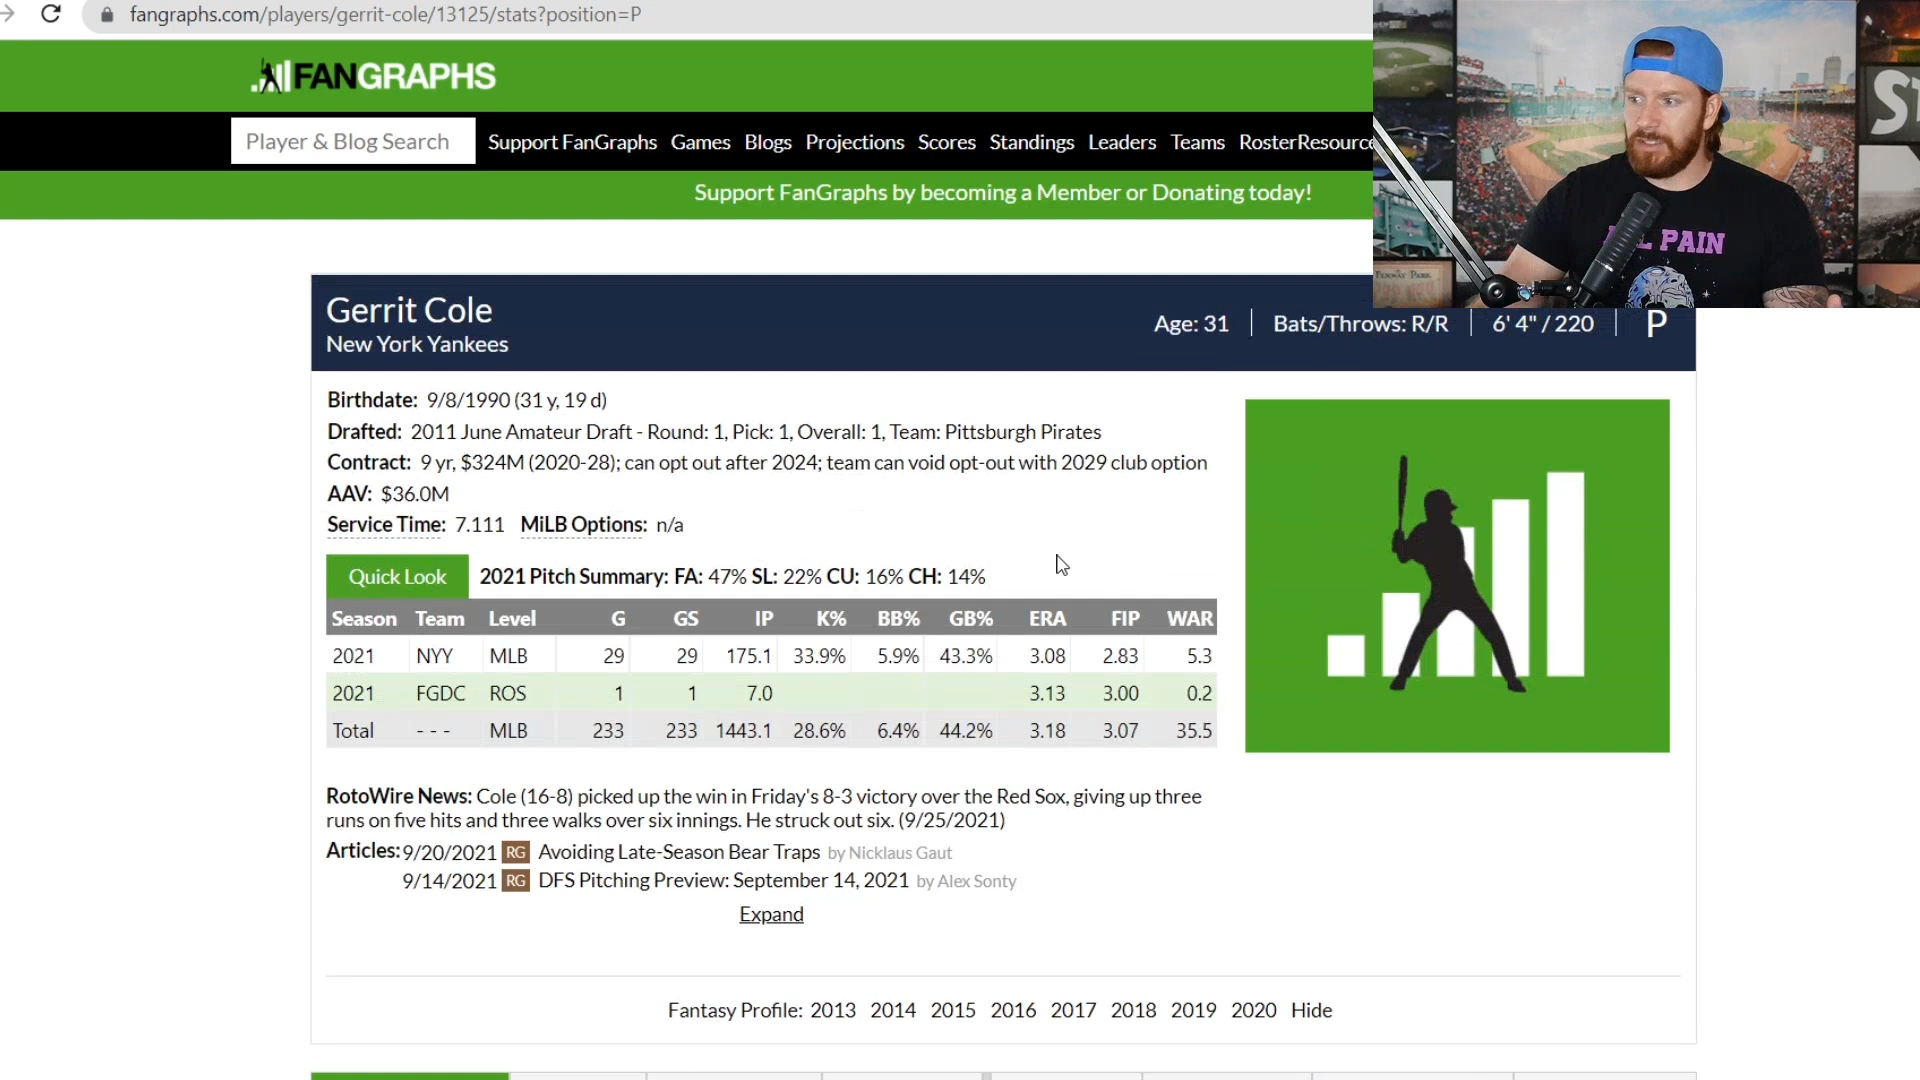 fangraphs.com/players/gerrit-cole/13125/stats?position=P
FANGRAPHS
Player & Blog Search Support FanGraphs Games Blogs Projections Scores Standings Leaders Teams RosterResource
Support FanGraphs by becoming a Member or Donating today!
PAIN
Gerrit Cole
New York Yankees
Age: 31 Bats/Throws: R/R 6' 4" / 220 P
Birthdate: 9/8/1990 (31 y, 19 d)
Drafted: 2011 June Amateur Draft - Round: 1, Pick: 1, Overall: 1, Team: Pittsburgh Pirates
Contract: 9 yr, $324M (2020-28); can opt out after 2024; team can void opt-out with 2029 club option
AAV: $36.0M
Service Time: 7.111 MiLB Options: n/a
Quick Look 2021 Pitch Summary: FA: 47% SL: 22% CU: 16% CH: 14%
Season Team Level G GS IP K% BB% GB% ERA FIP WAR
2021 NYY MLB 29 29 175.1 33.9% 5.9% 43.3% 3.08 2.83 5.3
2021 FGDC ROS 1 1 7.0 3.13 3.00 0.2
Total - - - MLB 233 233 1443.1 28.6% 6.4% 44.2% 3.18 3.07 35.5
RotoWire News: Cole (16-8) picked up the win in Friday's 8-3 victory over the Red Sox, giving up three
runs on five hits and three walks over six innings. He struck out six. (9/25/2021)
Articles: 9/20/2021 RG Avoiding Late-Season Bear Traps by Nicklaus Gaut
9/14/2021 RG DFS Pitching Preview: September 14, 2021 by Alex Sonty
Expand
Fantasy Profile: 2013 2014 2015 2016 2017 2018 2019 2020 Hide